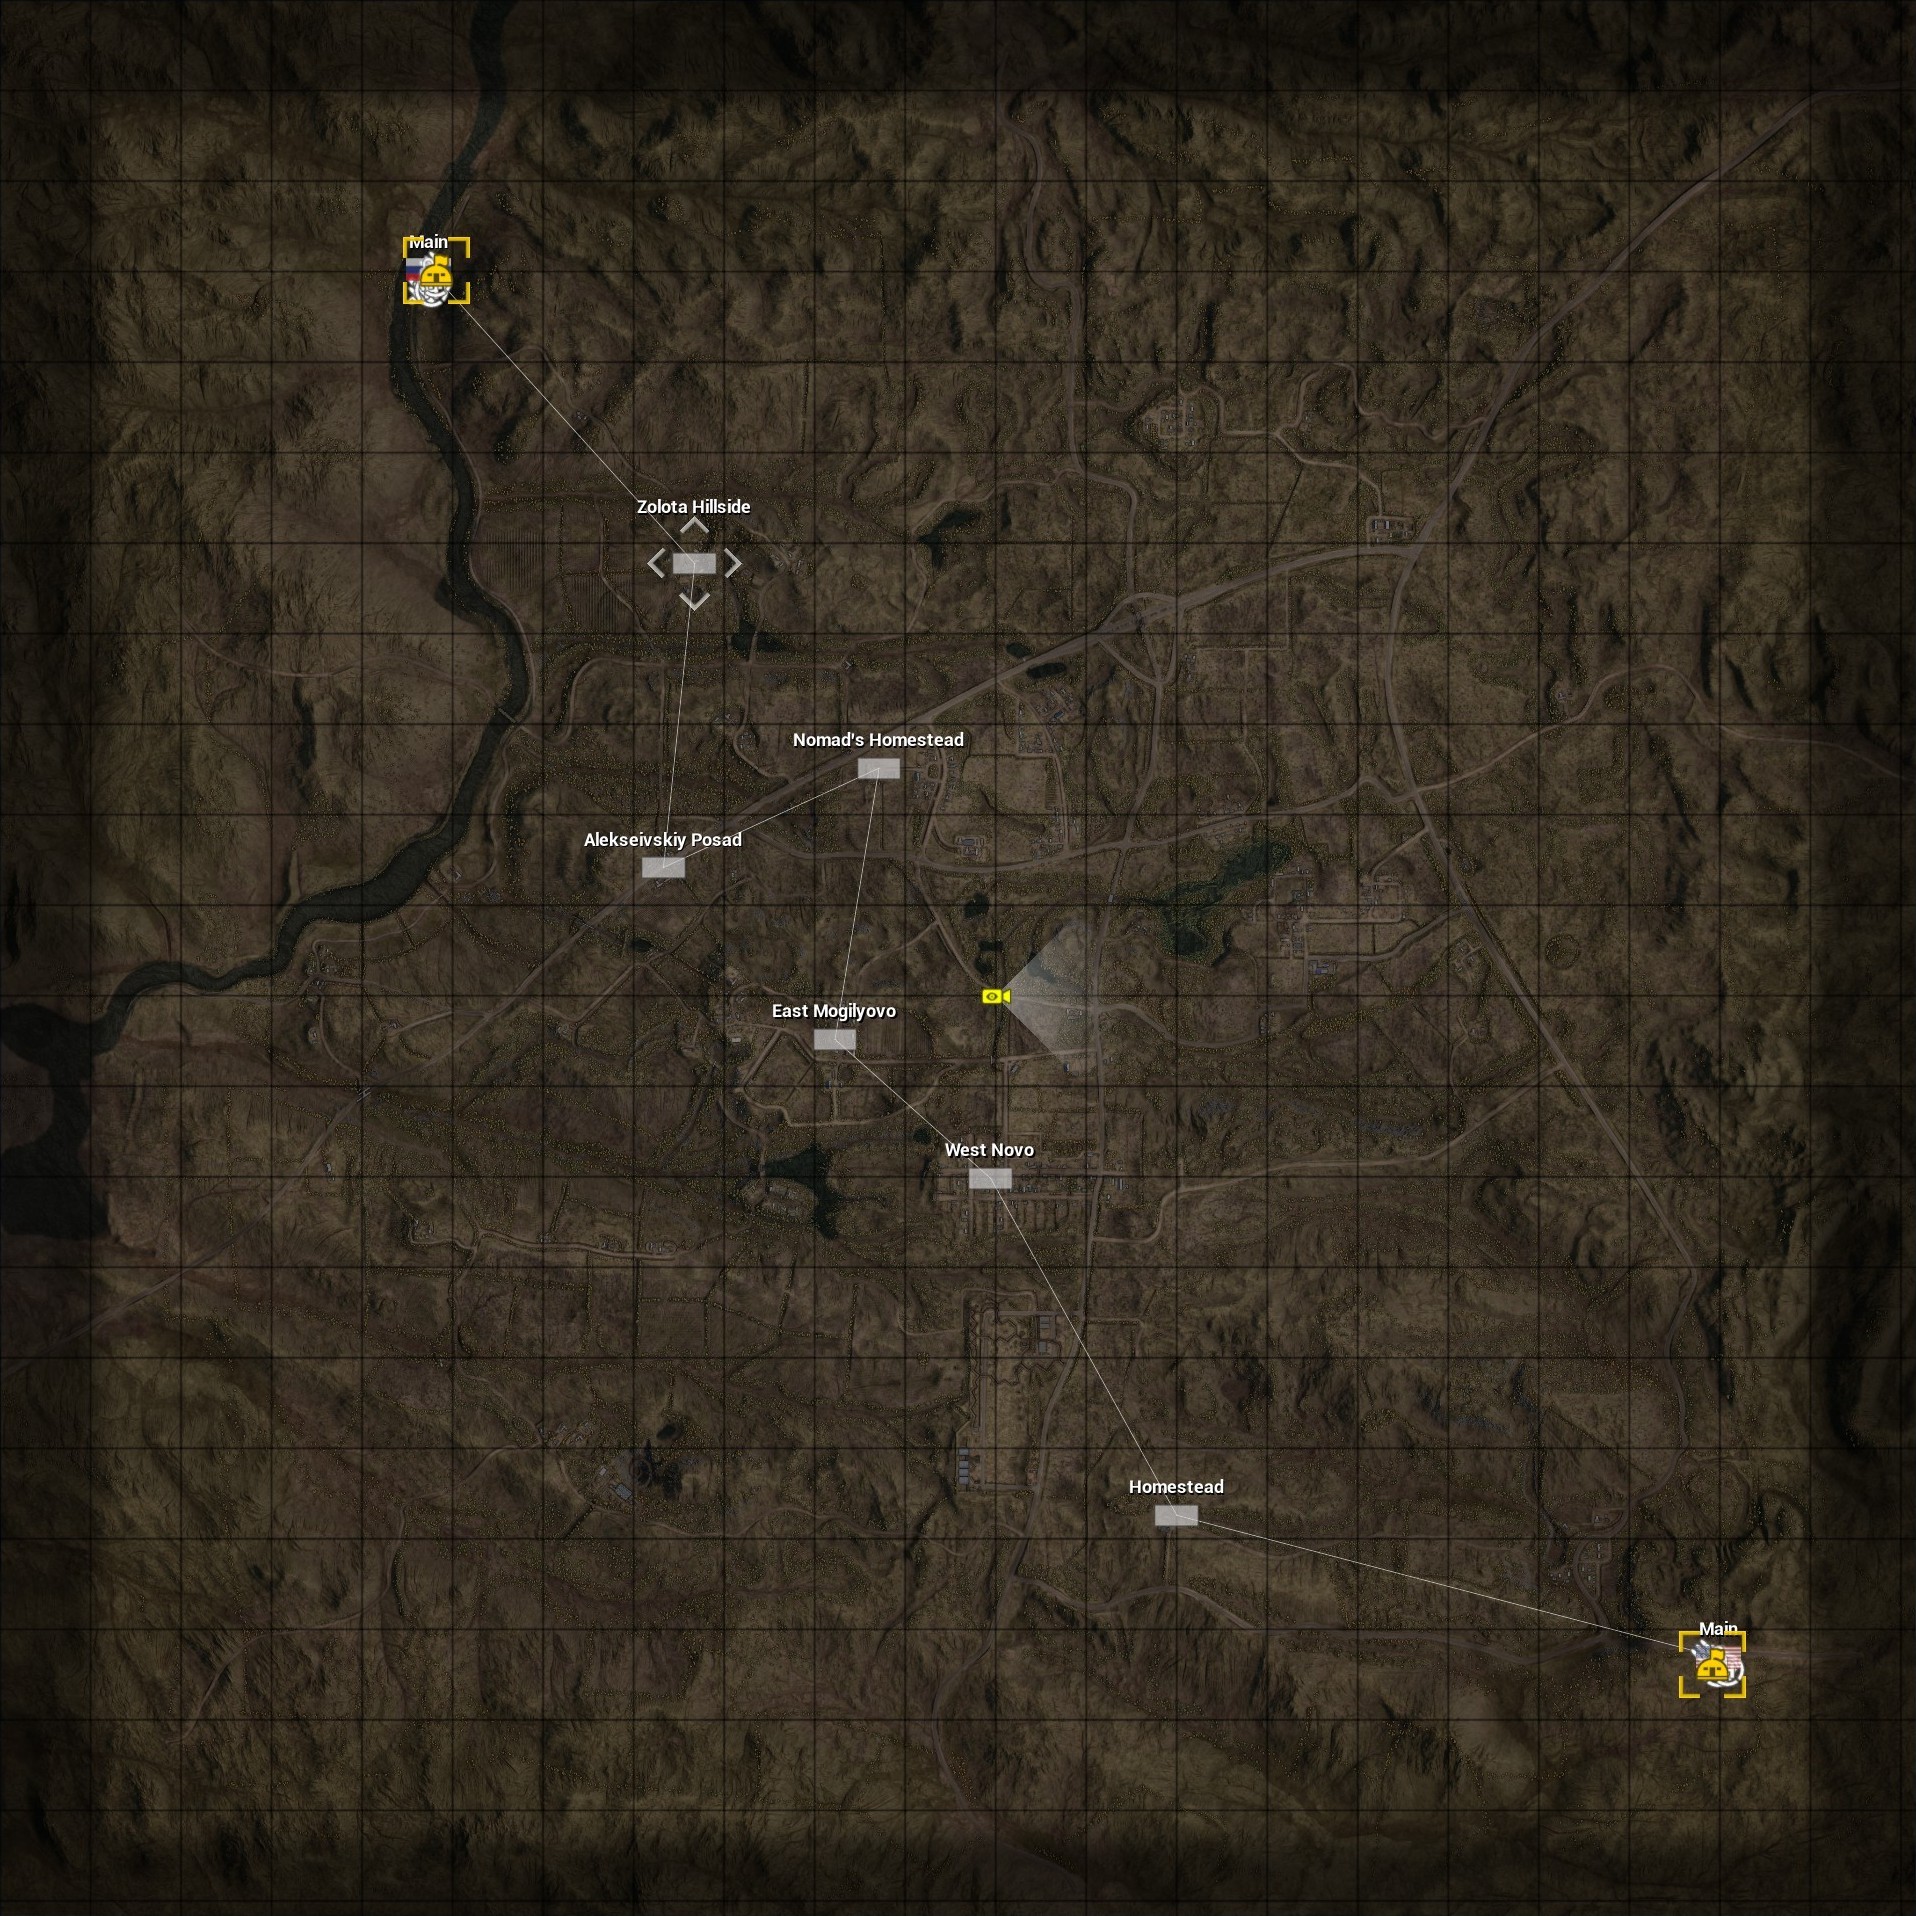 Main
Zolota Hillside
Nomad's Homestead
Alekseivskiy Posad
East Mogilyovo
West Novo
Homestead
Main